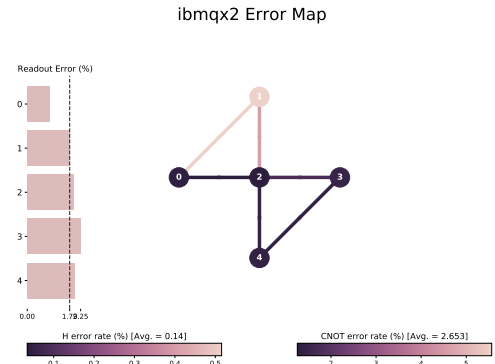 ibmqx2 Error Map
Readout Error (%)
0
1
2
3
4
0.00 1.79 2.25
1
0 2 3
4
H error rate (%) [Avg. = 0.14]
0.1 0.2 0.3 0.4 0.5
CNOT error rate (%) [Avg. = 2.653]
2 3 4 5